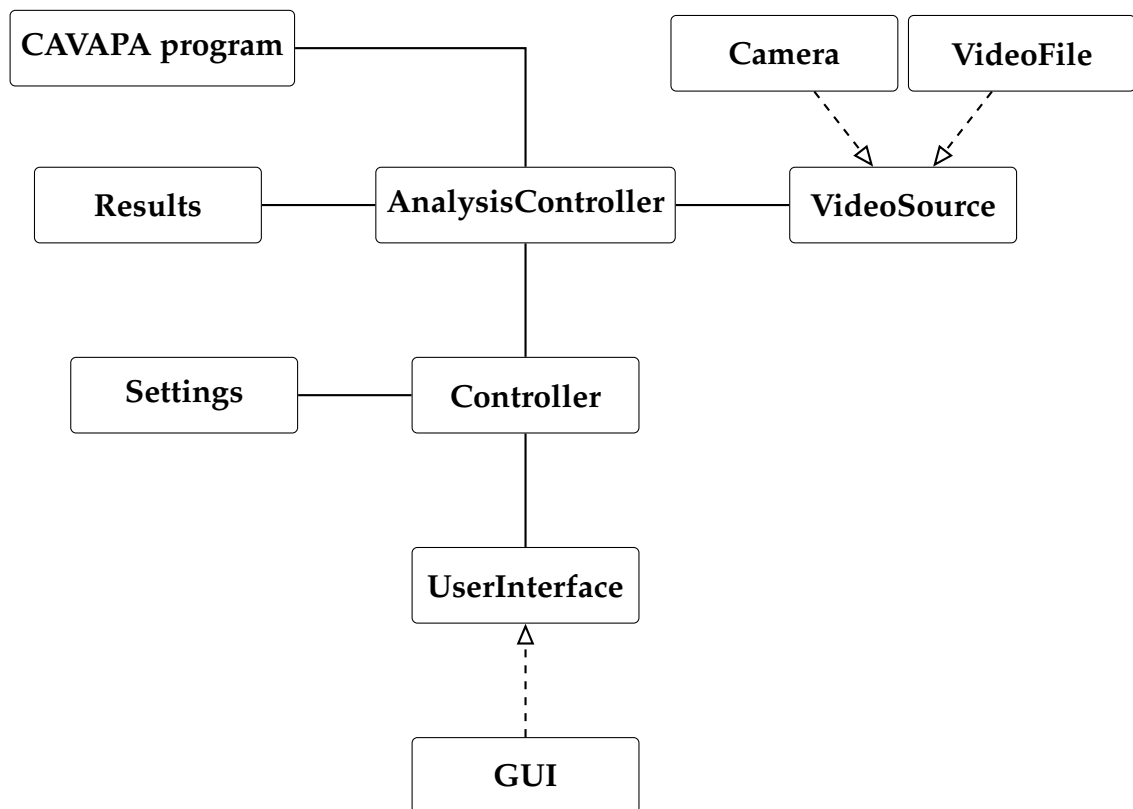 CAVAPA program
Camera
VideoFile
Results
AnalysisController
VideoSource
Settings
Controller
UserInterface
GUI